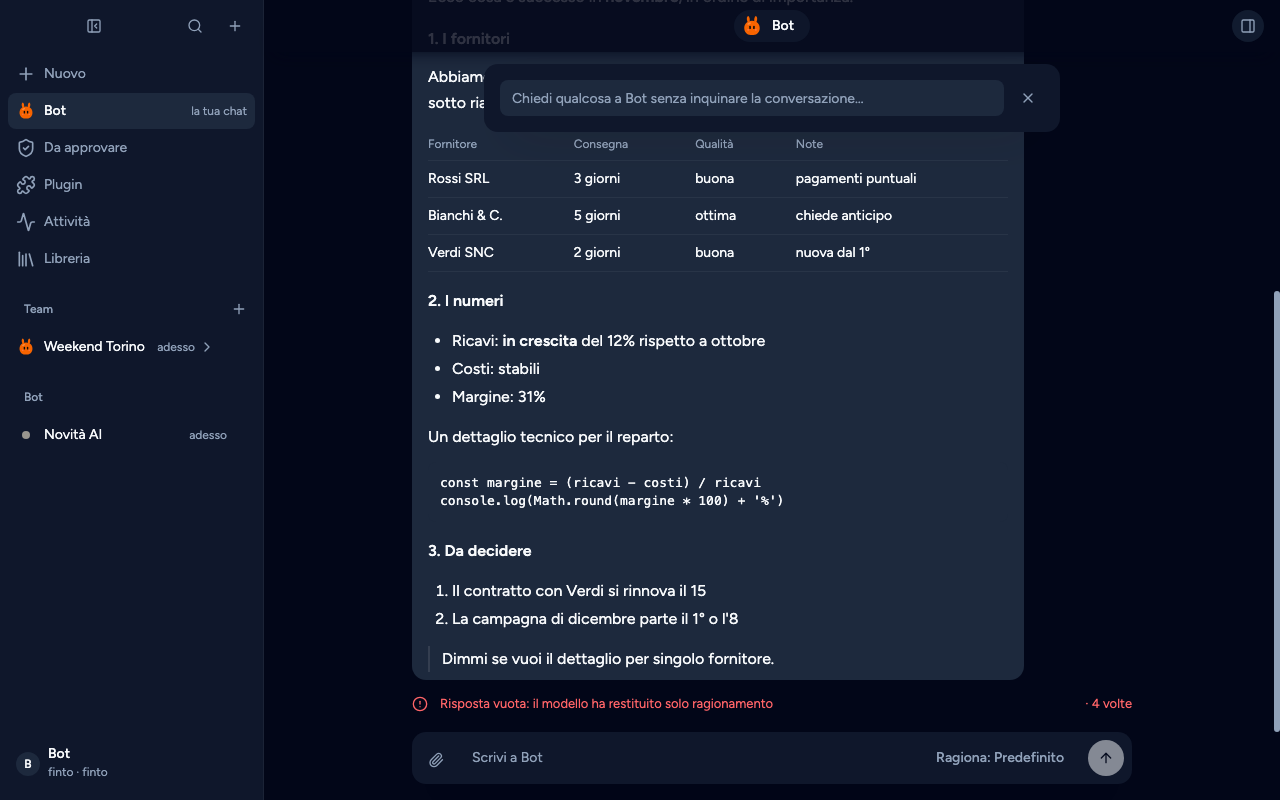 Nuovo
Bot la tua chat
Da approvare
Plugin
Attività
Libreria
Team
Weekend Torino adesso
Bot
Novità AI adesso
B Bot
finto · finto
Bot
1. I fornitori
Chiedi qualcosa a Bot senza inquinare la conversazione…
sotto
Fornitore Consegna Qualità Note
Rossi SRL 3 giorni buona pagamenti puntuali
Bianchi & C. 5 giorni ottima chiede anticipo
Verdi SNC 2 giorni buona nuova dal 1°
2. I numeri
• Ricavi: in crescita del 12% rispetto a ottobre
• Costi: stabili
• Margine: 31%
Un dettaglio tecnico per il reparto:
const margine = (ricavi - costi) / ricavi
console.log(Math.round(margine * 100) + '%')
3. Da decidere
1. Il contratto con Verdi si rinnova il 15
2. La campagna di dicembre parte il 1° o l'8
Dimmi se vuoi il dettaglio per singolo fornitore.
Risposta vuota: il modello ha restituito solo ragionamento · 4 volte
Scrivi a Bot Ragiona: Predefinito